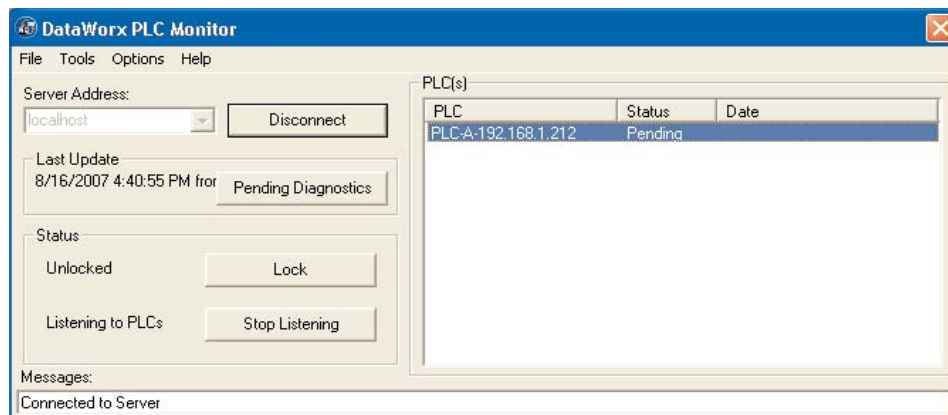 DataWorx PLC Monitor
File Tools Options Help
Server Address:
localhost
Disconnect
Last Update
8/16/2007 4:40:55 PM from
Pending Diagnostics
Status
Unlocked
Lock
Listening to PLCs
Stop Listening
PLC(s)
PLC Status Date
PLC-A-192.168.1.212 Pending
Messages:
Connected to Server